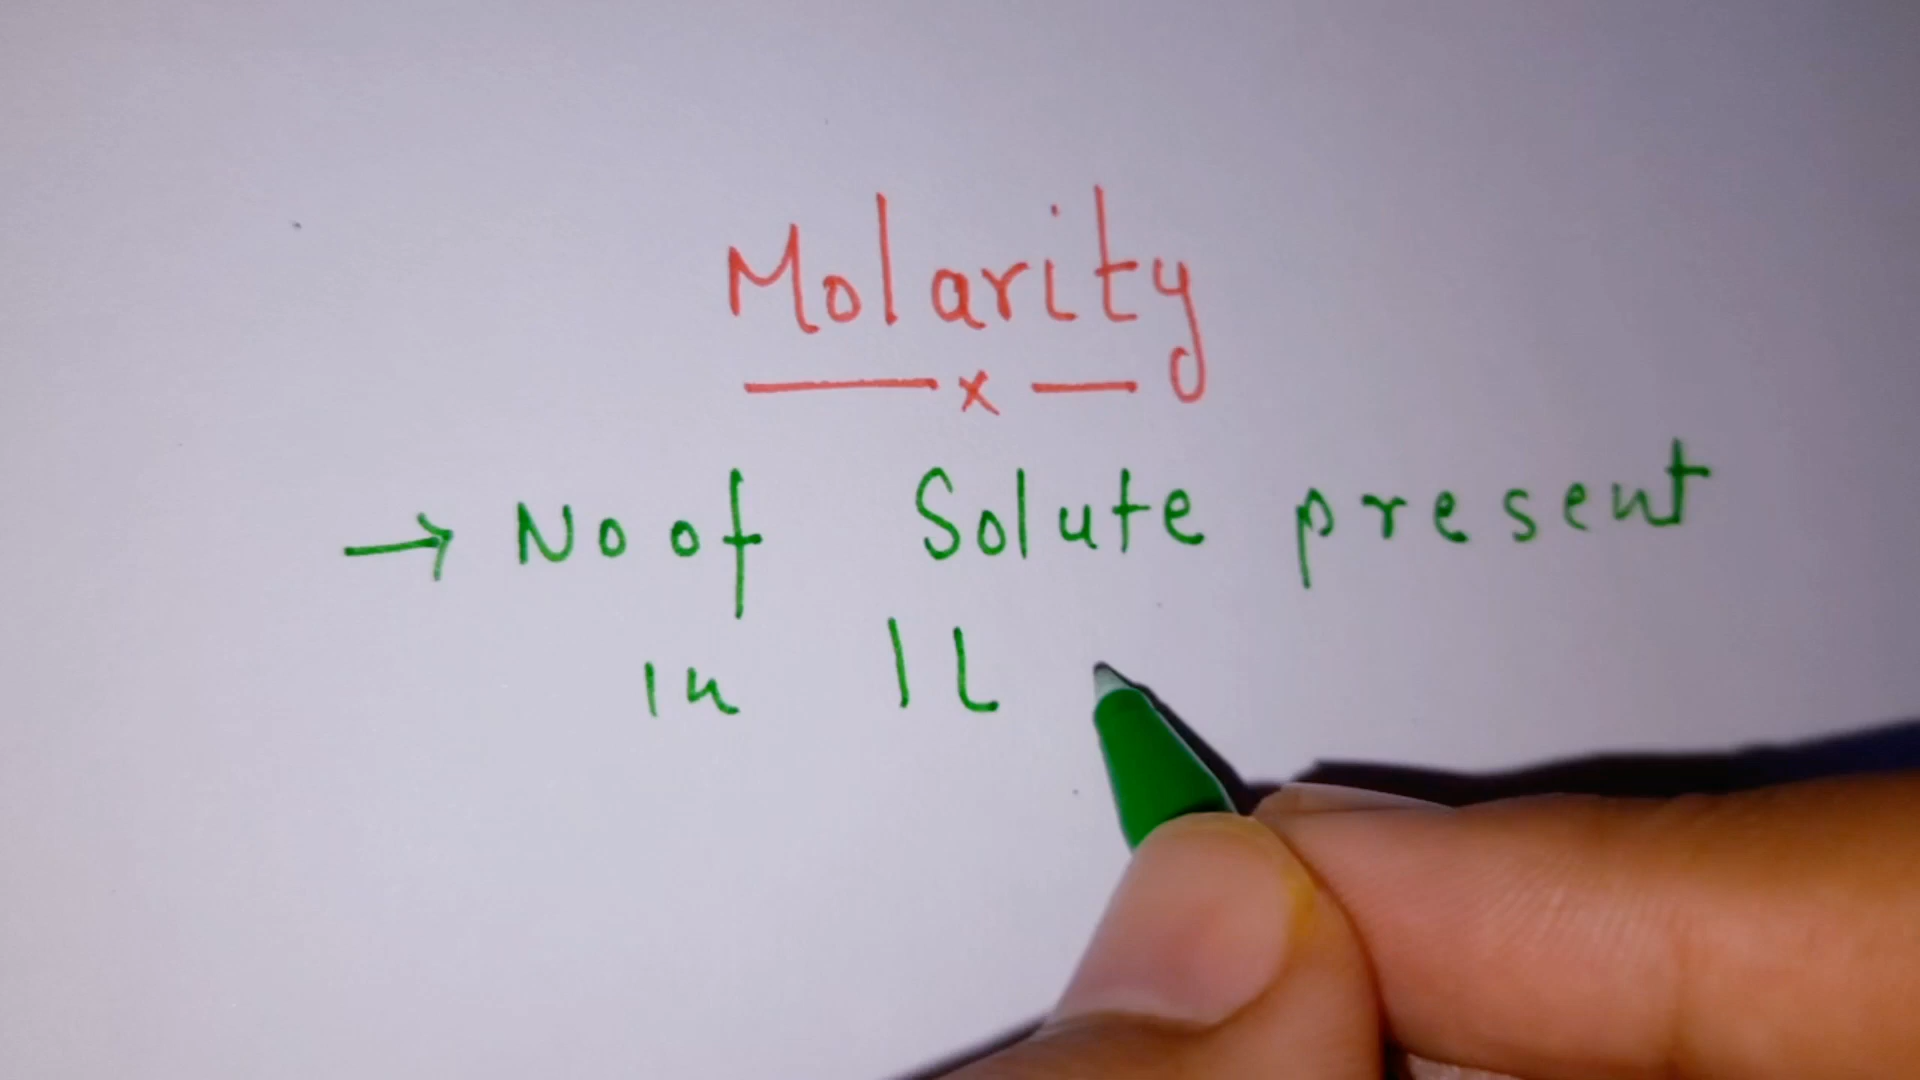 Molarity
x
→ No of Solute present
in 1L